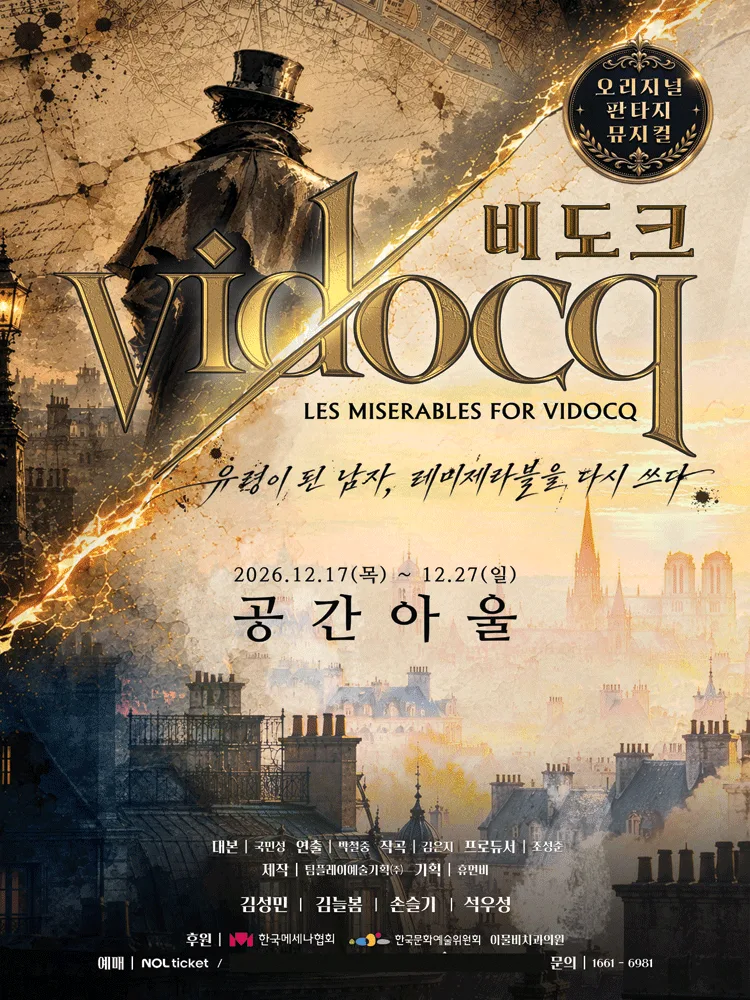 오리지널
판타지
뮤지컬
비도크
vidocq
LES MISERABLES FOR VIDOCQ
유령이 된 남자, 레미제라블을 다시 쓰다
2026.12.17(목) ~ 12.27(일)
공간아울
대본 | 국민성 연출 | 박철중 작곡 | 김은지 프로듀서 | 조성순
제작 | 팀플레이예술기획(주) 기획 | 휴먼비
김성민 | 김늘봄 | 손슬기 | 석우성
후원 | 한국메세나협회 한국문화예술위원회 이물비치과의원
예매 | NOL ticket / 문의 | 1661 - 6981